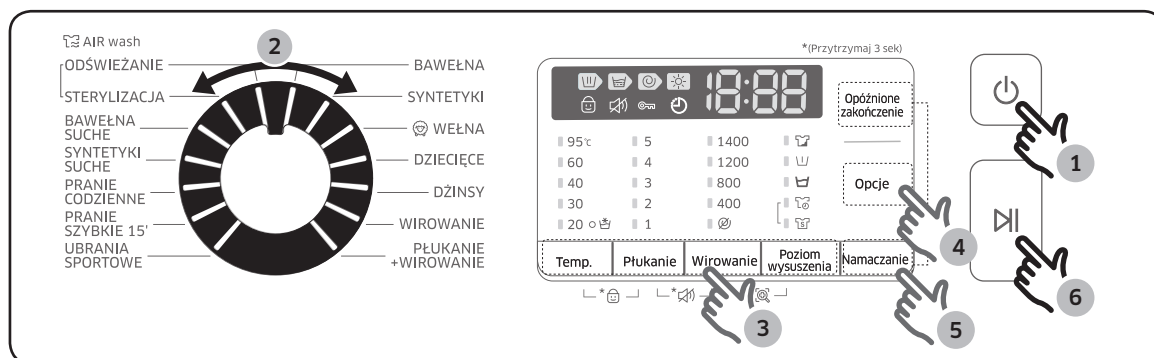 AIR wash
ODŚWIEŻANIE
STERYLIZACJA
BAWEŁNA
SUCHE
SYNTETYKI
SUCHE
PRANIE
CODZIENNE
PRANIE
SZYBKIE 15'
UBRANIA
SPORTOWE
2
BAWEŁNA
SYNTETYKI
WEŁNA
DZIECIĘCE
DŻINSY
WIROWANIE
PŁUKANIE
+WIROWANIE
*(Przytrzymaj 3 sek)
18:88
Opóźnione
zakończenie
95℃ 5 1400
60 4 1200
40 3 800
30 2 400
20 1
Opcje
Temp.
Płukanie
Wirowanie
Poziom
wysuszenia
Namaczanie
*
*
3
4
5
1
6